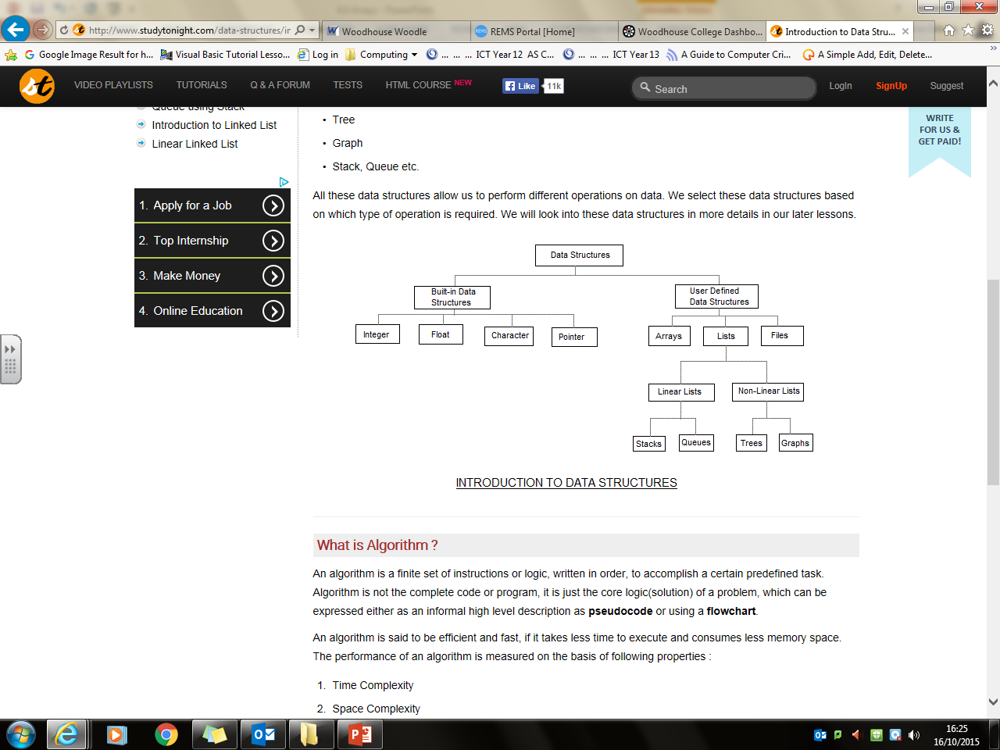 http://www.studytonight.com/data-structures/ir
Woodhouse Woodle
REMS Portal [Home]
Woodhouse College Dashbo...
Introduction to Data Stru...
Google Image Result for h...
Visual Basic Tutorial Lesso...
Log in
Computing
... ... ... ICT Year12 AS C...
... ... ... ICT Year13
A Guide to Computer Cri...
A Simple Add, Edit, Delete...
st
VIDEO PLAYLISTS
TUTORIALS
Q & A FORUM
TESTS
HTML COURSE NEW
Like 11k
Search
LogIn
SignUp
Suggest
Queue using Stack
Introduction to Linked List
Linear Linked List
1. Apply for a Job
2. Top Internship
3. Make Money
4. Online Education
WRITE
FOR US &
GET PAID!
• Tree
• Graph
• Stack, Queue etc.
All these data structures allow us to perform different operations on data. We select these data structures based
on which type of operation is required. We will look into these data structures in more details in our later lessons.
Data Structures
Built-in Data
Structures
User Defined
Data Structures
Integer
Float
Character
Pointer
Arrays
Lists
Files
Linear Lists
Non-Linear Lists
Stacks
Queues
Trees
Graphs
INTRODUCTION TO DATA STRUCTURES
What is Algorithm ?
An algorithm is a finite set of instructions or logic, written in order, to accomplish a certain predefined task.
Algorithm is not the complete code or program, it is just the core logic(solution) of a problem, which can be
expressed either as an informal high level description as pseudocode or using a flowchart.
An algorithm is said to be efficient and fast, if it takes less time to execute and consumes less memory space.
The performance of an algorithm is measured on the basis of following properties :
1. Time Complexity
2. Space Complexity
16:25
16/10/2015